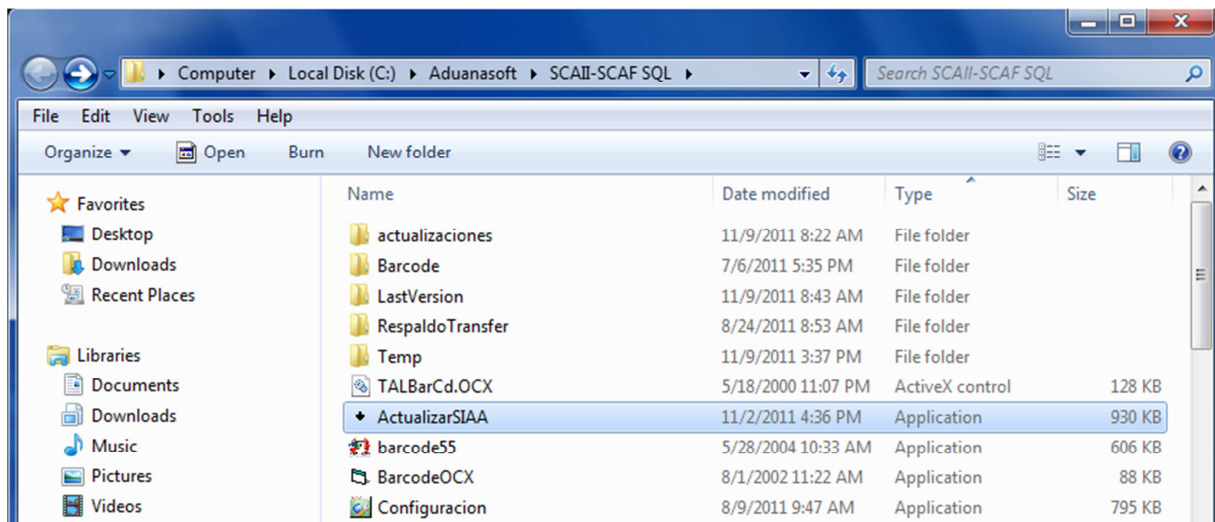 Computer Local Disk (C:) Aduanasoft SCAII-SCAF SQL Search SCAII-SCAF SQL
File Edit View Tools Help
Organize Open Burn New folder
Name Date modified Type Size
Favorites
Desktop
Downloads
Recent Places
Libraries
Documents
Downloads
Music
Pictures
Videos
actualizaciones 11/9/2011 8:22 AM File folder
Barcode 7/6/2011 5:35 PM File folder
LastVersion 11/9/2011 8:43 AM File folder
RespaldoTransfer 8/24/2011 8:53 AM File folder
Temp 11/9/2011 3:37 PM File folder
TALBarCd.OCX 5/18/2000 11:07 PM ActiveX control 128 KB
ActualizarSIAA 11/2/2011 4:36 PM Application 930 KB
barcode55 5/28/2004 10:33 AM Application 606 KB
BarcodeOCX 8/1/2002 11:22 AM Application 88 KB
Configuracion 8/9/2011 9:47 AM Application 795 KB